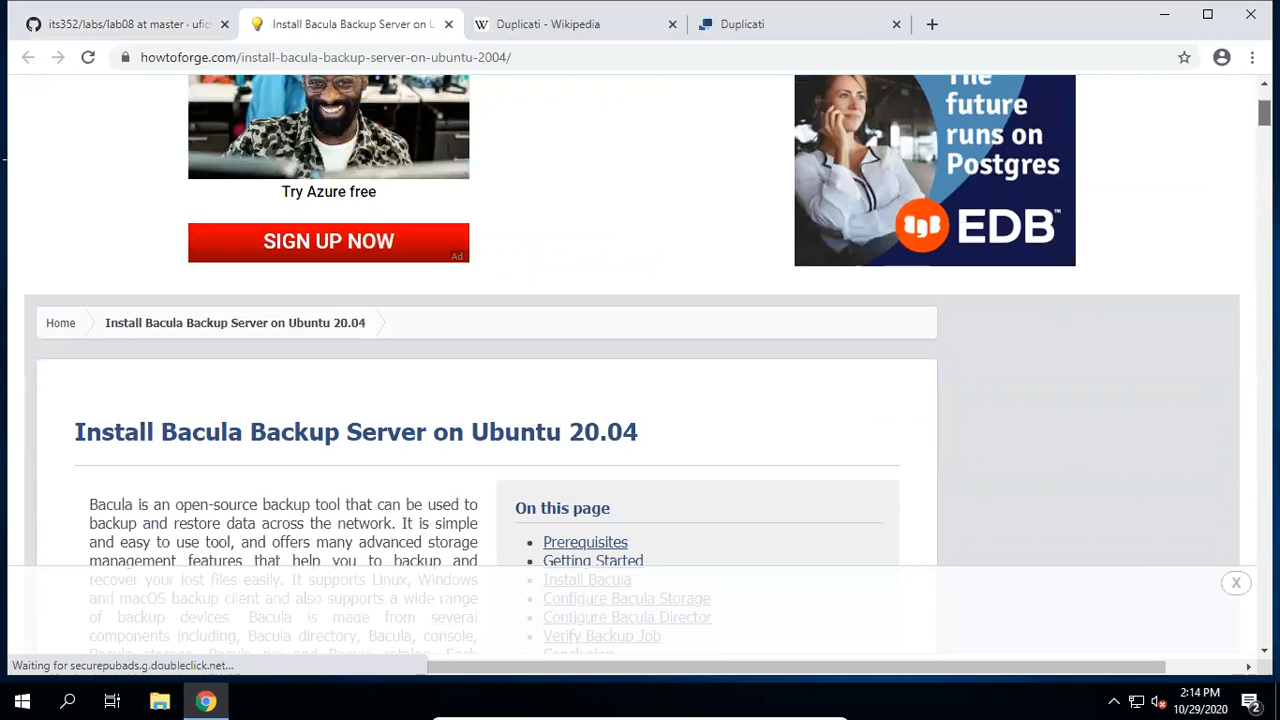 its352/labs/lab08 at master · ufid
Install Bacula Backup Server on U
Duplicati - Wikipedia
Duplicati
howtoforge.com/install-bacula-backup-server-on-ubuntu-2004/
Try Azure free
SIGN UP NOW
Ad
The
future
runs on
Postgres
EDB™
Home
Install Bacula Backup Server on Ubuntu 20.04
Install Bacula Backup Server on Ubuntu 20.04
Bacula is an open-source backup tool that can be used to
backup and restore data across the network. It is simple
and easy to use tool, and offers many advanced storage
management features that help you to backup and
recover your lost files easily. It supports Linux, Windows
and macOS backup client and also supports a wide range
of backup devices. Bacula is made from several
components including, Bacula directory, Bacula, console,
On this page
Prerequisites
Getting Started
Install Bacula
Configure Bacula Storage
Configure Bacula Director
Verify Backup Job
X
Waiting for securepubads.g.doubleclick.net...
2:14 PM
10/29/2020
2